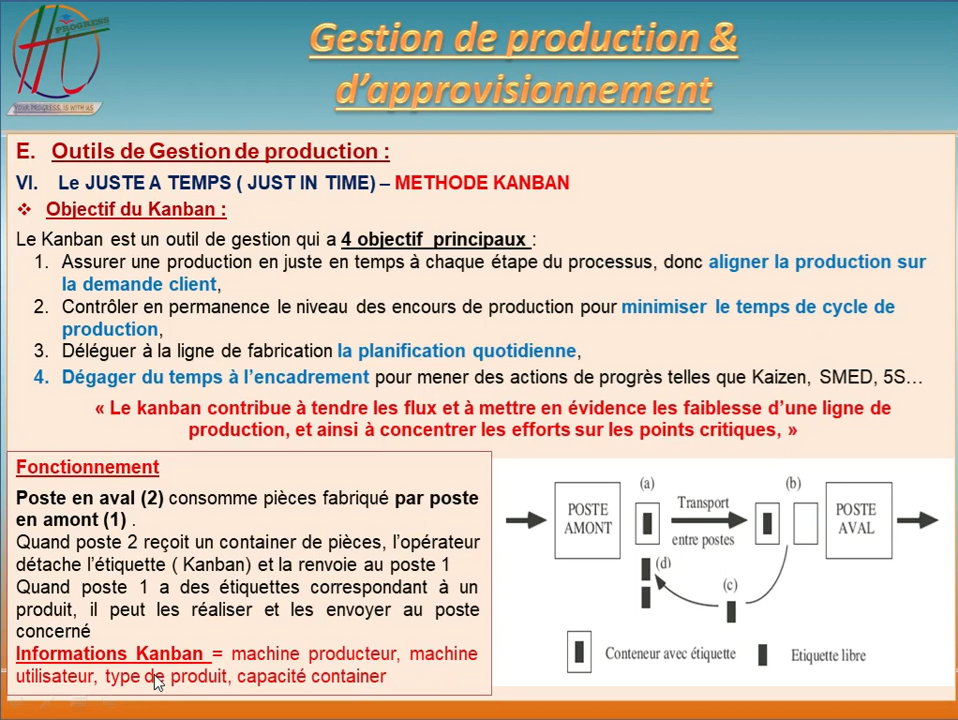 PROGRESS
YOUR PROGRESS, IS WITH US
Gestion de production &
d'approvisionnement
E. Outils de Gestion de production :
VI. Le JUSTE A TEMPS ( JUST IN TIME) – METHODE KANBAN
❖ Objectif du Kanban :
Le Kanban est un outil de gestion qui a 4 objectif principaux :
1. Assurer une production en juste en temps à chaque étape du processus, donc aligner la production sur
la demande client,
2. Contrôler en permanence le niveau des encours de production pour minimiser le temps de cycle de
production,
3. Déléguer à la ligne de fabrication la planification quotidienne,
4. Dégager du temps à l'encadrement pour mener des actions de progrès telles que Kaizen, SMED, 5S…
« Le kanban contribue à tendre les flux et à mettre en évidence les faiblesse d'une ligne de
production, et ainsi à concentrer les efforts sur les points critiques, »
Fonctionnement
Poste en aval (2) consomme pièces fabriqué par poste
en amont (1) .
Quand poste 2 reçoit un container de pièces, l'opérateur
détache l'étiquette ( Kanban) et la renvoie au poste 1
Quand poste 1 a des étiquettes correspondant à un
produit, il peut les réaliser et les envoyer au poste
concerné
Informations Kanban = machine producteur, machine
utilisateur, type de produit, capacité container
(a)
(b)
POSTE
AMONT
Transport
entre postes
POSTE
AVAL
(d)
(c)
Conteneur avec étiquette
Etiquette libre